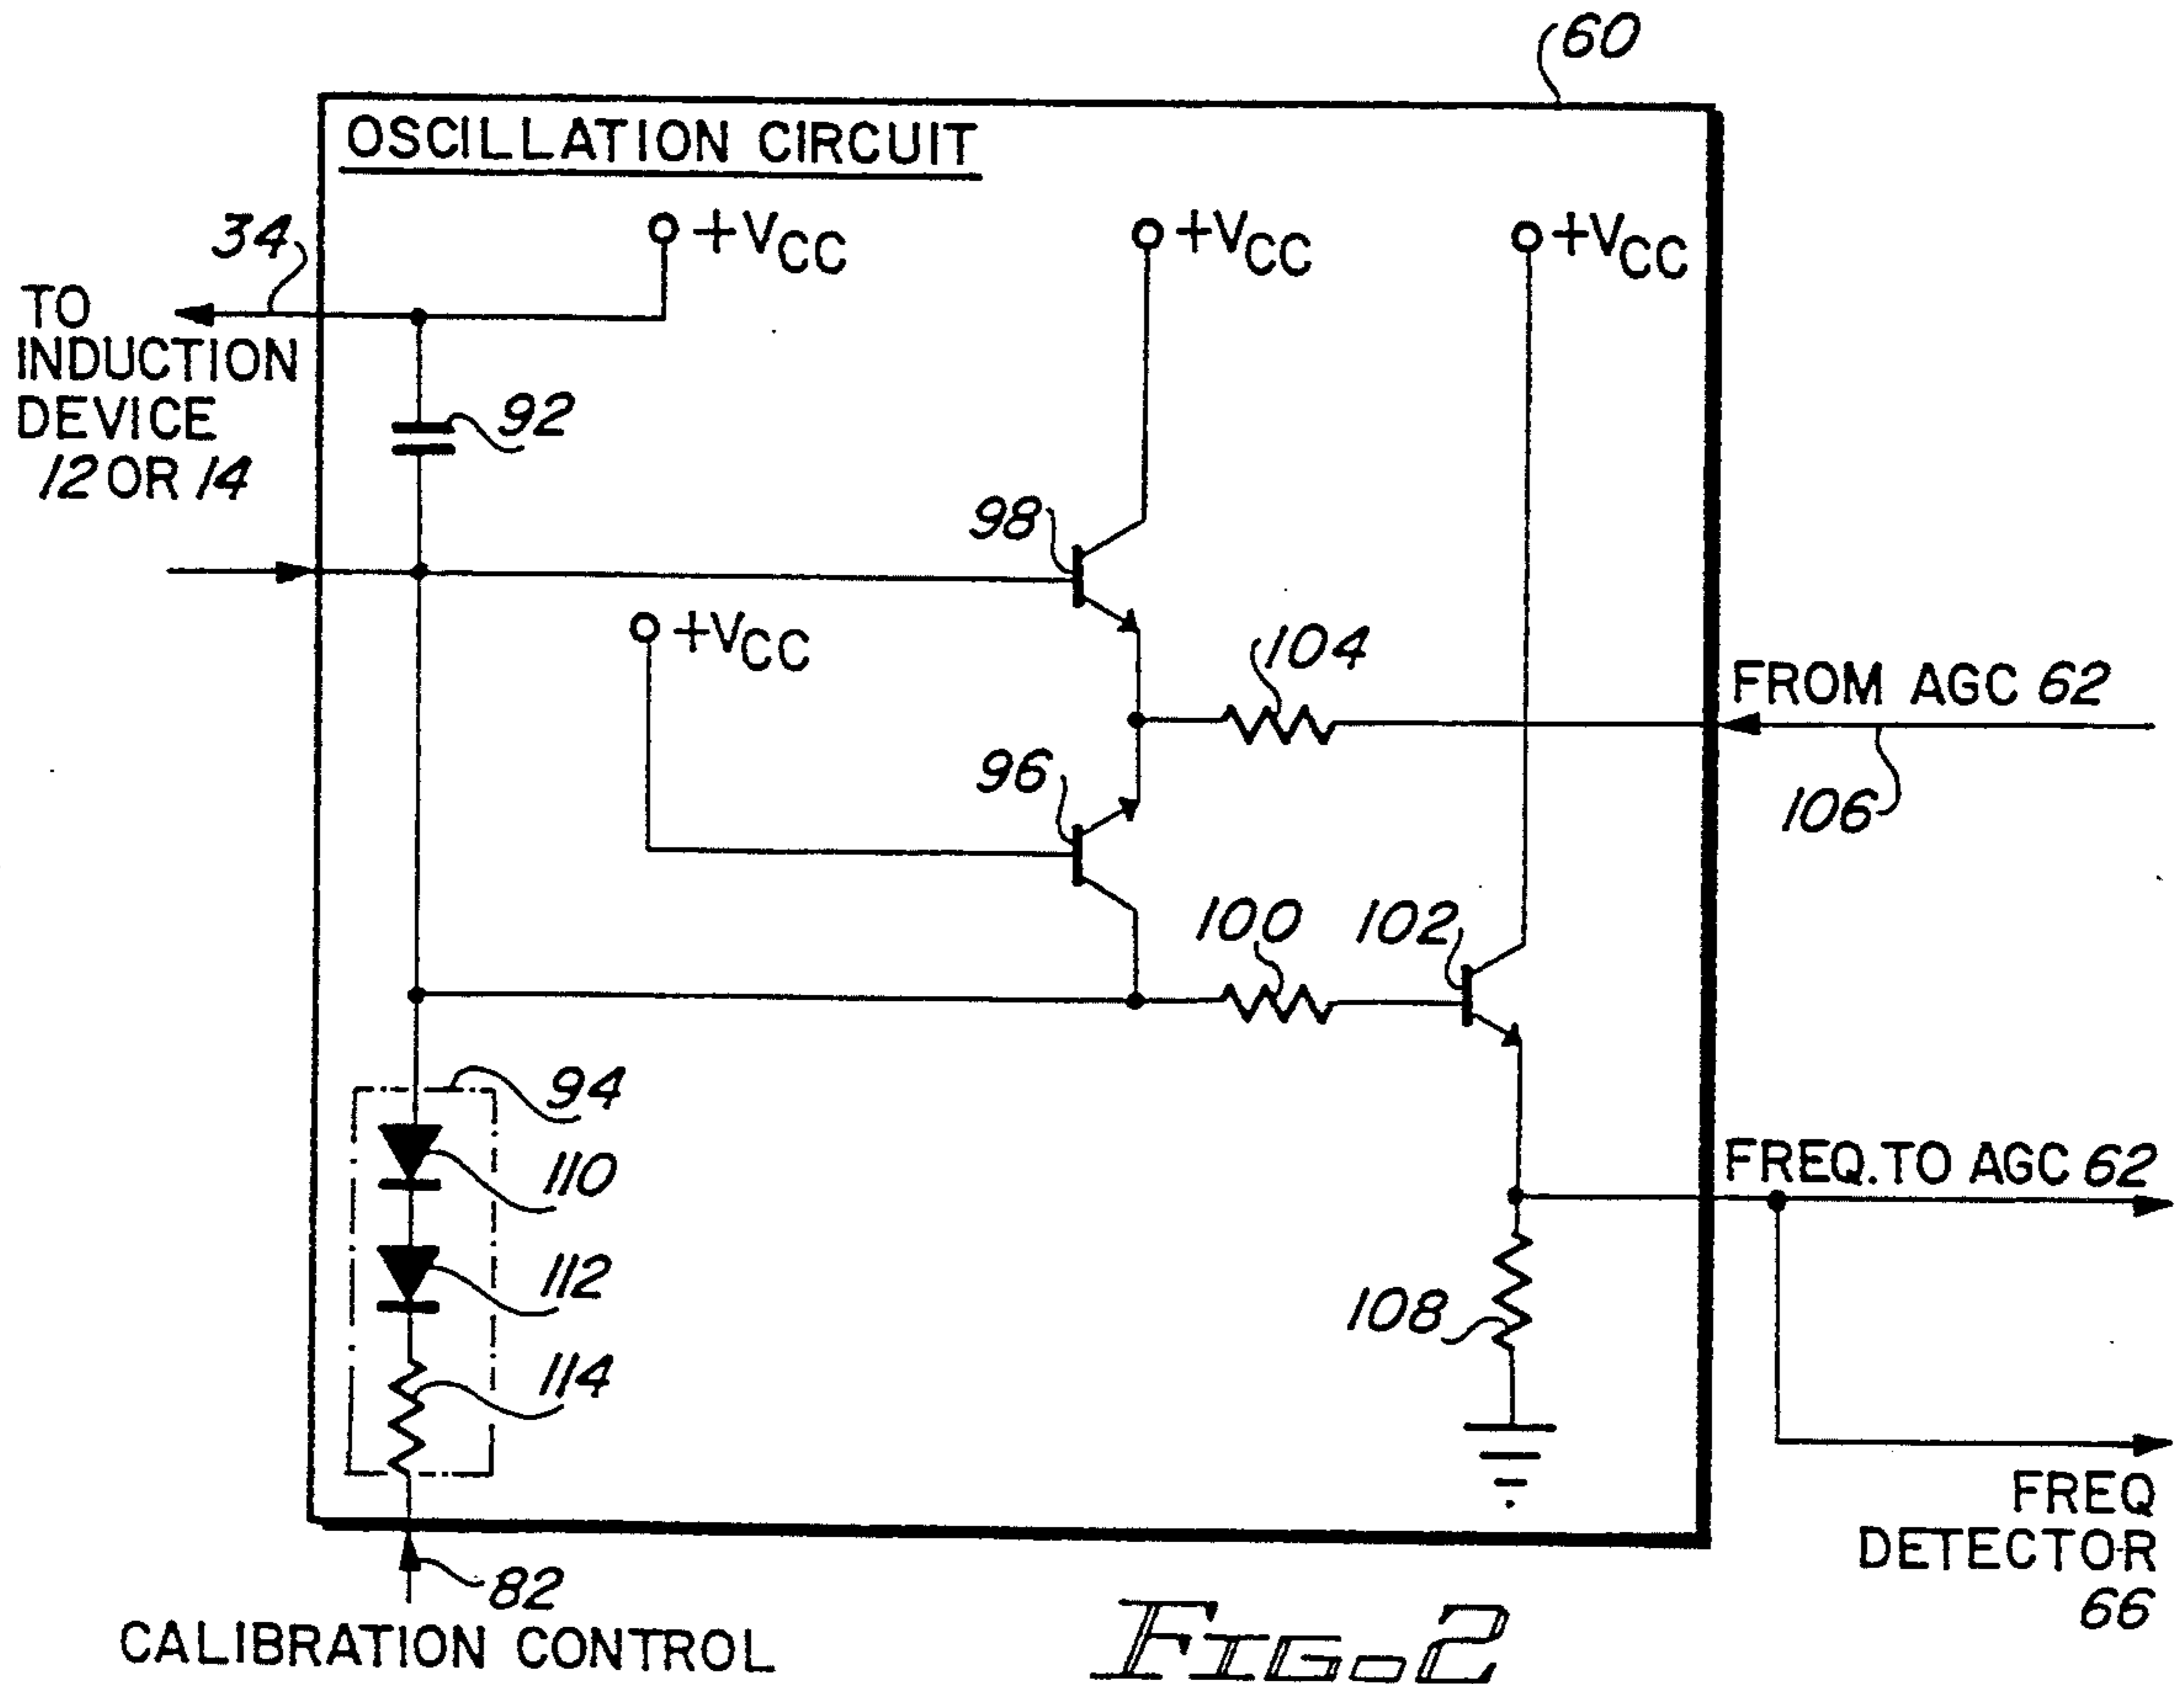 60
OSCILLATION CIRCUIT
34
+VCC
+VCC
+VCC
TO
INDUCTION
DEVICE
12 OR 14
92
98
+VCC
104
FROM AGC 62
96
106
100
102
94
110
FREQ. TO AGC 62
112
108
114
FREQ
DETECTOR
66
82
CALIBRATION CONTROL
FIG. 2